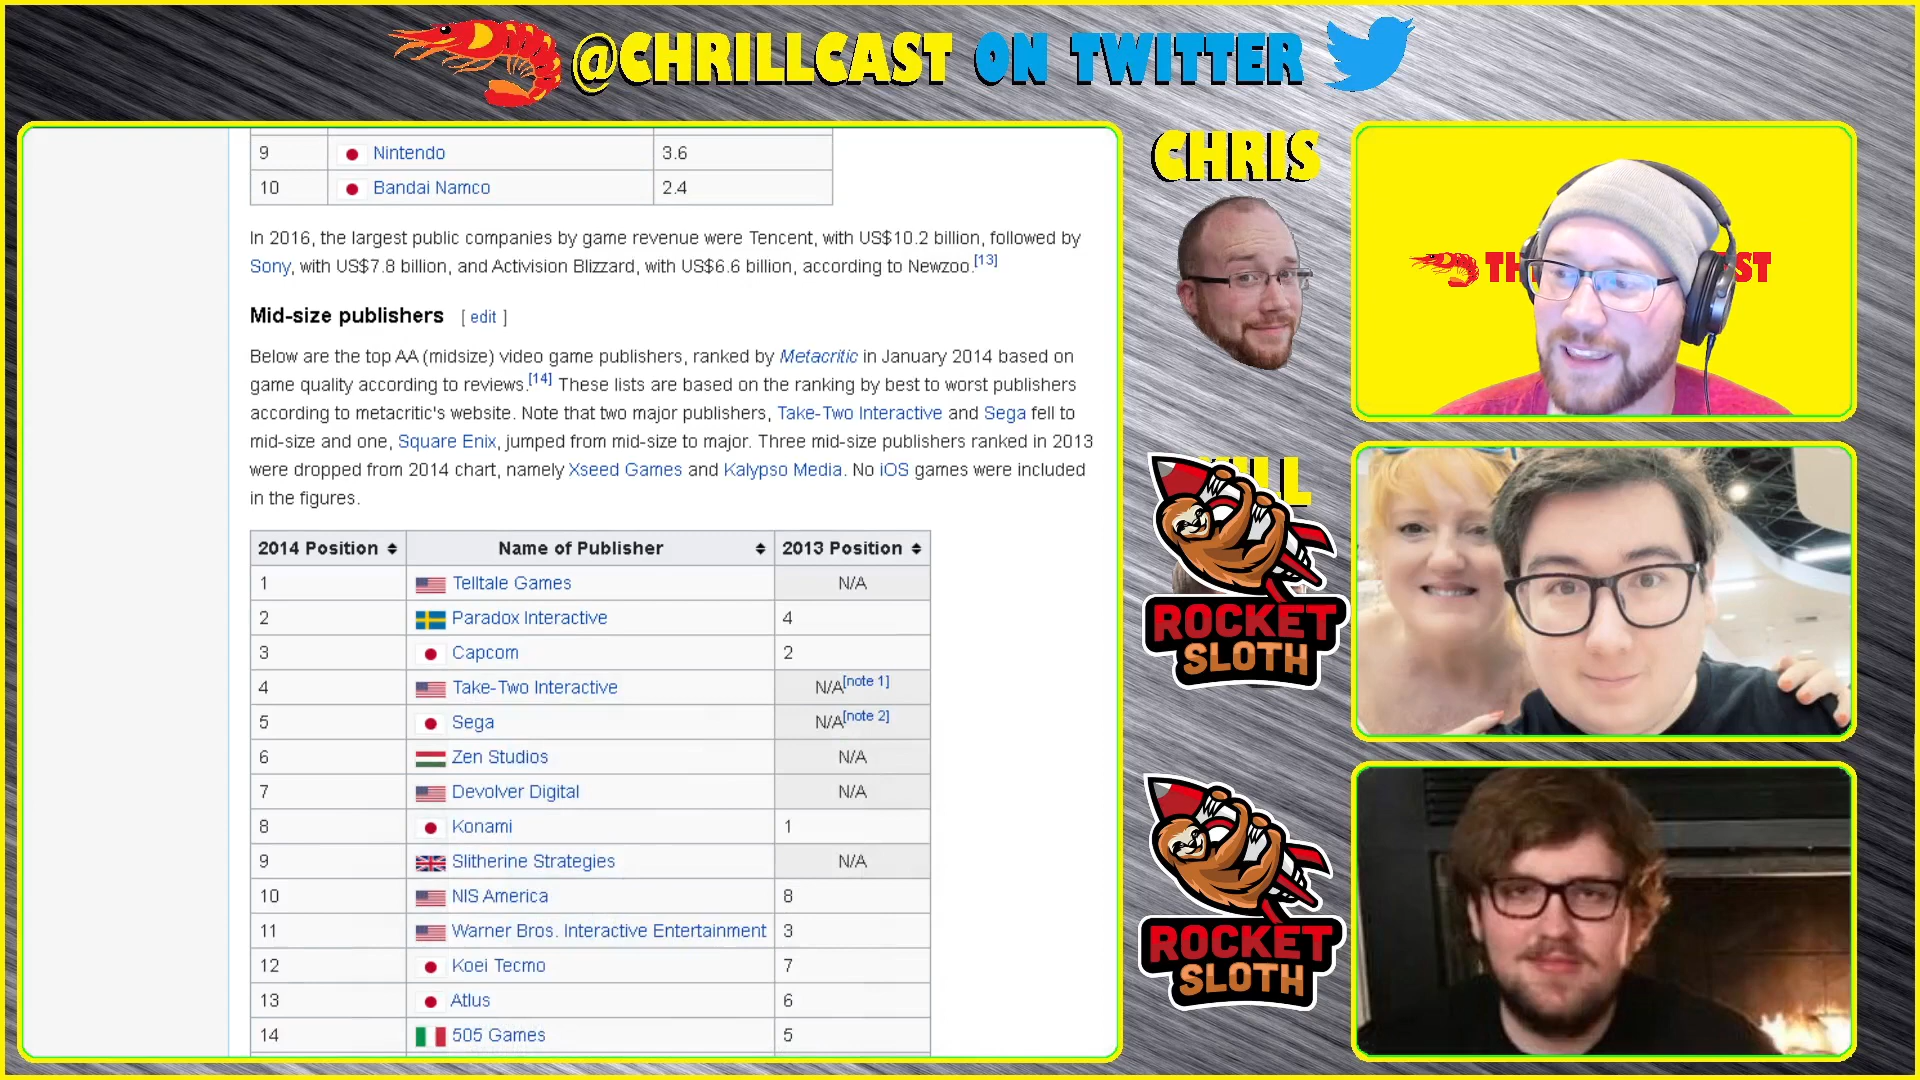 @CHRILLCAST ON TWITTER
9 Nintendo 3.6
10 Bandai Namco 2.4
In 2016, the largest public companies by game revenue were Tencent, with US$10.2 billion, followed by
Sony, with US$7.8 billion, and Activision Blizzard, with US$6.6 billion, according to Newzoo.[13]
Mid-size publishers [ edit ]
Below are the top AA (midsize) video game publishers, ranked by Metacritic in January 2014 based on
game quality according to reviews.[14] These lists are based on the ranking by best to worst publishers
according to metacritic's website. Note that two major publishers, Take-Two Interactive and Sega fell to
mid-size and one, Square Enix, jumped from mid-size to major. Three mid-size publishers ranked in 2013
were dropped from 2014 chart, namely Xseed Games and Kalypso Media. No iOS games were included
in the figures.
2014 Position Name of Publisher 2013 Position
1 Telltale Games N/A
2 Paradox Interactive 4
3 Capcom 2
4 Take-Two Interactive N/A[note 1]
5 Sega N/A[note 2]
6 Zen Studios N/A
7 Devolver Digital N/A
8 Konami 1
9 Slitherine Strategies N/A
10 NIS America 8
11 Warner Bros. Interactive Entertainment 3
12 Koei Tecmo 7
13 Atlus 6
14 505 Games 5
CHRIS
ROCKET
SLOTH
ROCKET
SLOTH